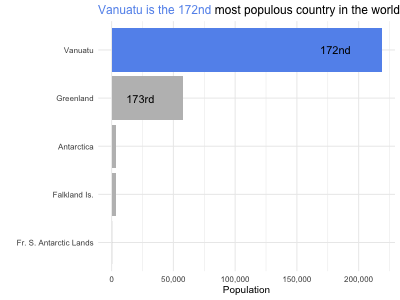 Vanuatu is the 172nd most populous country in the world
Vanuatu
172nd
Greenland
173rd
Antarctica
Falkland Is.
Fr. S. Antarctic Lands
0
50,000
100,000
150,000
200,000
Population